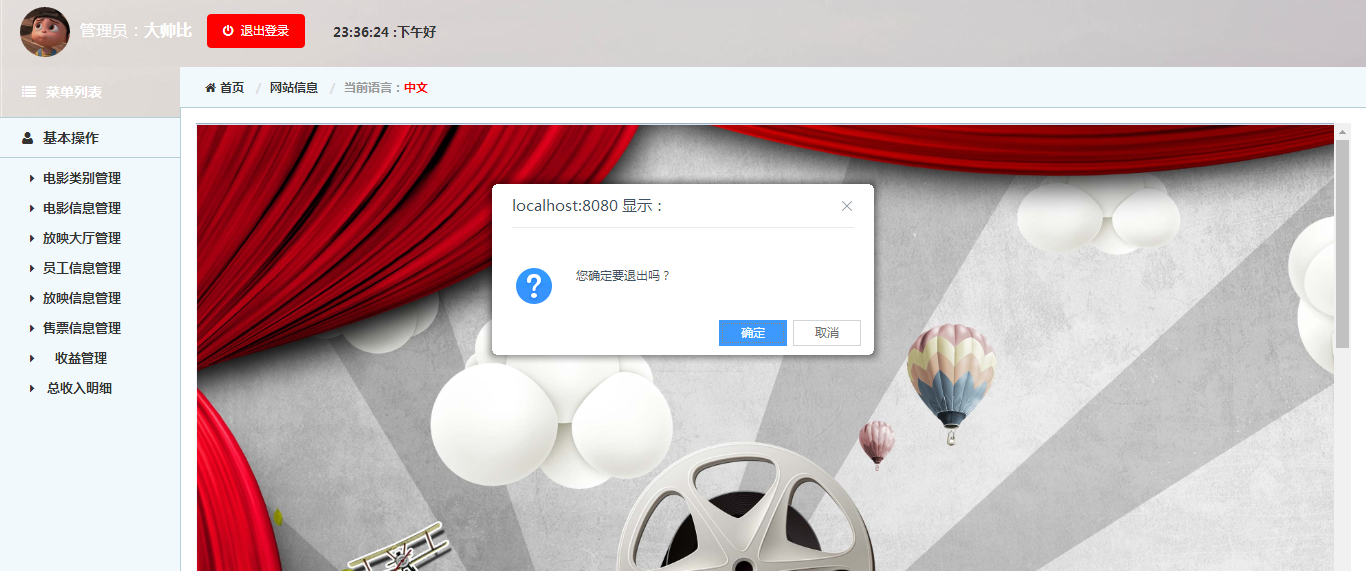 管理员：大帅比
退出登录
23:36:24 :下午好
菜单列表
首页 / 网站信息 / 当前语言：中文
基本操作
电影类别管理
电影信息管理
放映大厅管理
员工信息管理
放映信息管理
售票信息管理
收益管理
总收入明细
localhost:8080 显示：
您确定要退出吗？
确定
取消